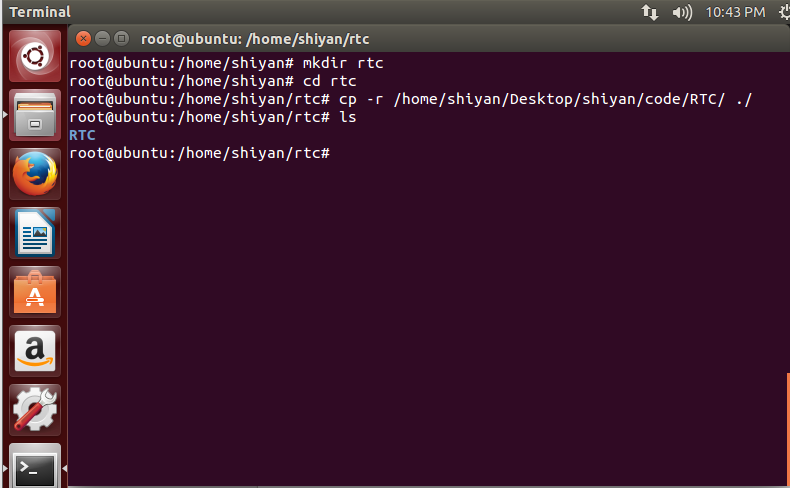 Terminal
10:43 PM
root@ubuntu: /home/shiyan/rtc
root@ubuntu:/home/shiyan# mkdir rtc
root@ubuntu:/home/shiyan# cd rtc
root@ubuntu:/home/shiyan/rtc# cp -r /home/shiyan/Desktop/shiyan/code/RTC/ ./
root@ubuntu:/home/shiyan/rtc# ls
RTC
root@ubuntu:/home/shiyan/rtc#